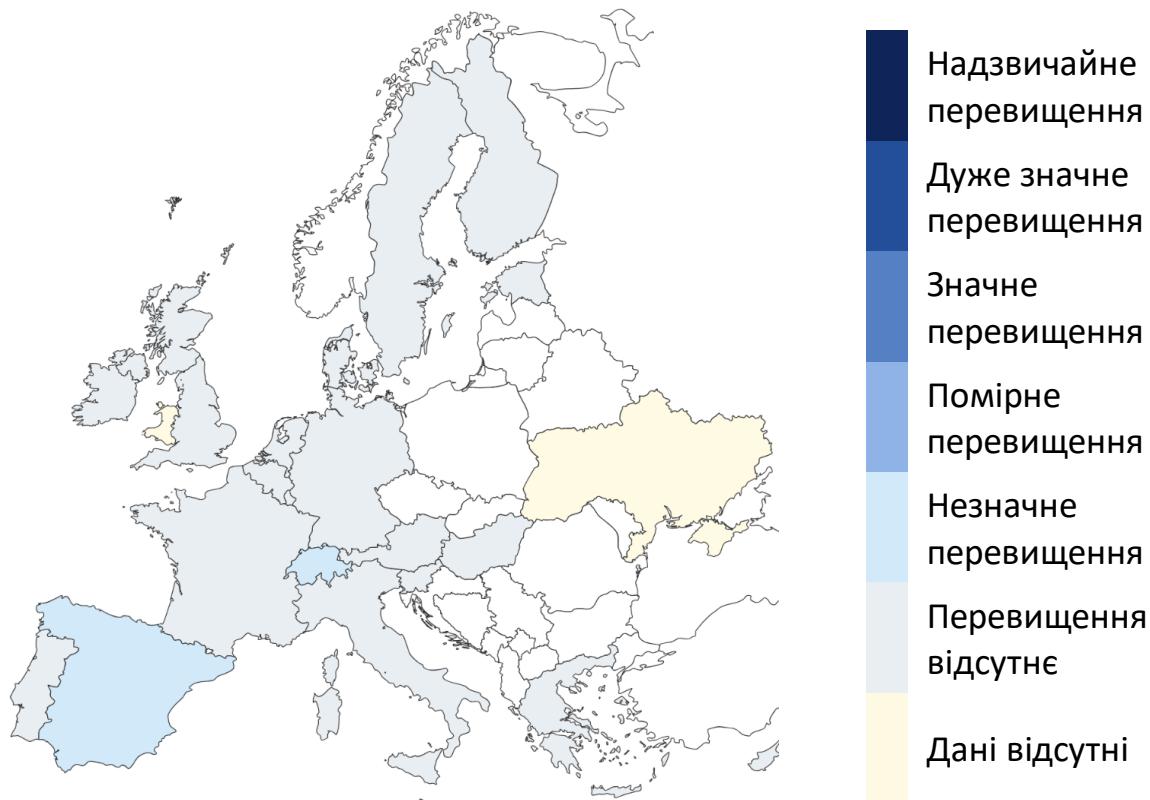 Надзвичайне
перевищення
Дуже значне
перевищення
Значне
перевищення
Помірне
перевищення
Незначне
перевищення
Перевищення
відсутнє
Дані відсутні